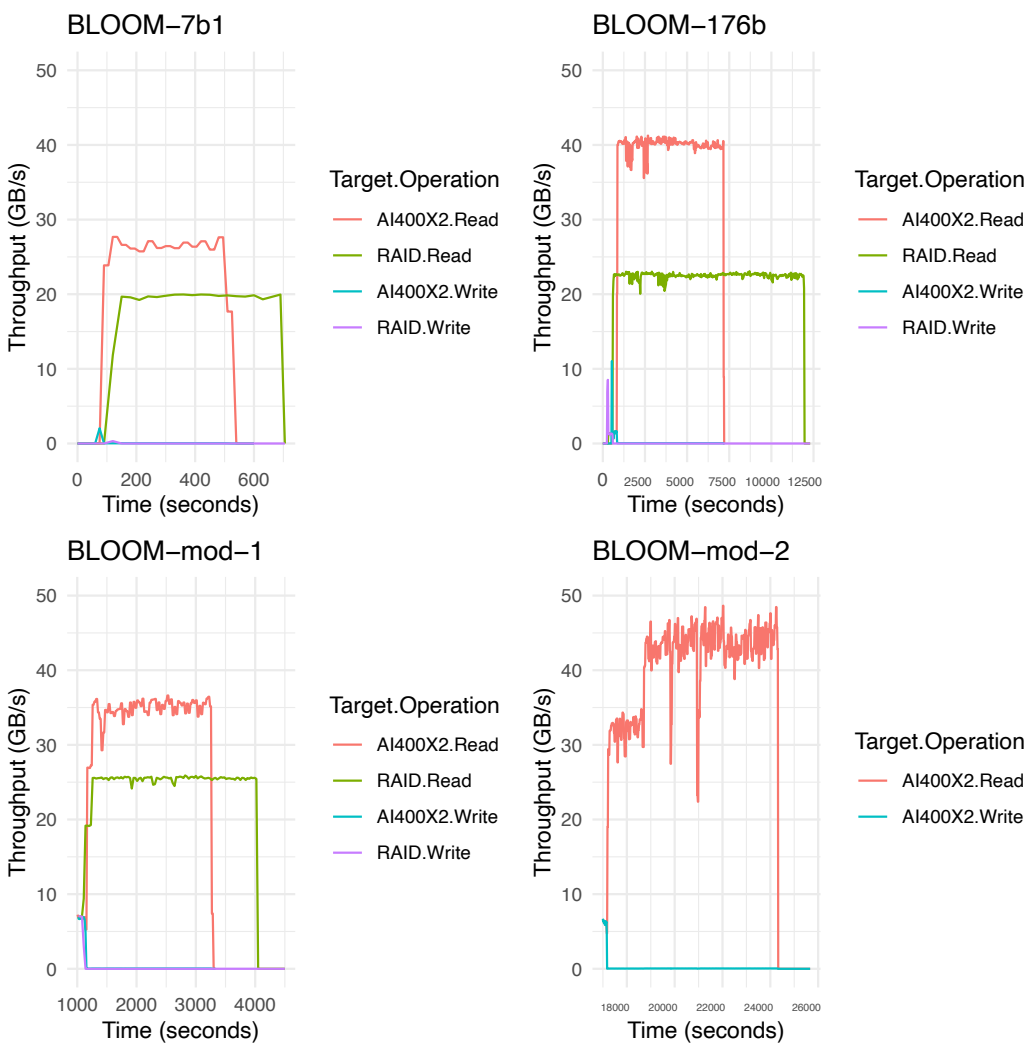 BLOOM−7b1
50
40
30
20
10
0
Throughput (GB/s)
0 200 400 600
Time (seconds)
Target.Operation
AI400X2.Read
RAID.Read
AI400X2.Write
RAID.Write
BLOOM−176b
50
40
30
20
10
0
Throughput (GB/s)
0 2500 5000 7500 10000 12500
Time (seconds)
Target.Operation
AI400X2.Read
RAID.Read
AI400X2.Write
RAID.Write
BLOOM−mod−1
50
40
30
20
10
0
Throughput (GB/s)
1000 2000 3000 4000
Time (seconds)
Target.Operation
AI400X2.Read
RAID.Read
AI400X2.Write
RAID.Write
BLOOM−mod−2
50
40
30
20
10
0
Throughput (GB/s)
18000 20000 22000 24000 26000
Time (seconds)
Target.Operation
AI400X2.Read
AI400X2.Write